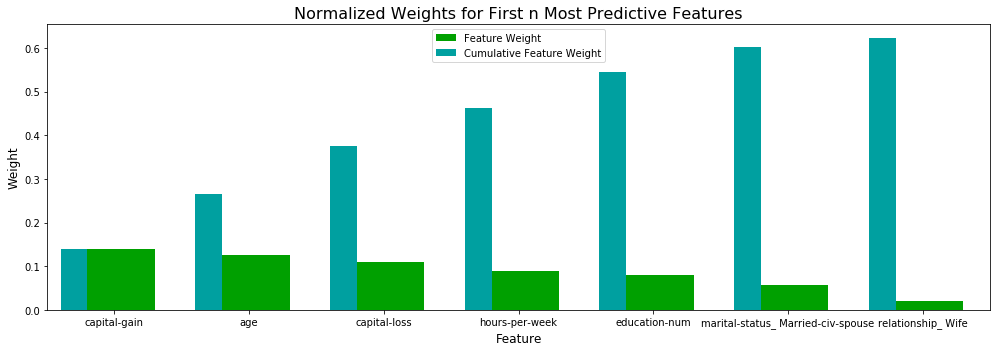 Normalized Weights for First n Most Predictive Features
Feature Weight
Cumulative Feature Weight
Weight
0.6
0.5
0.4
0.3
0.2
0.1
0.0
capital-gain age capital-loss hours-per-week education-num marital-status_ Married-civ-spouse relationship_ Wife
Feature